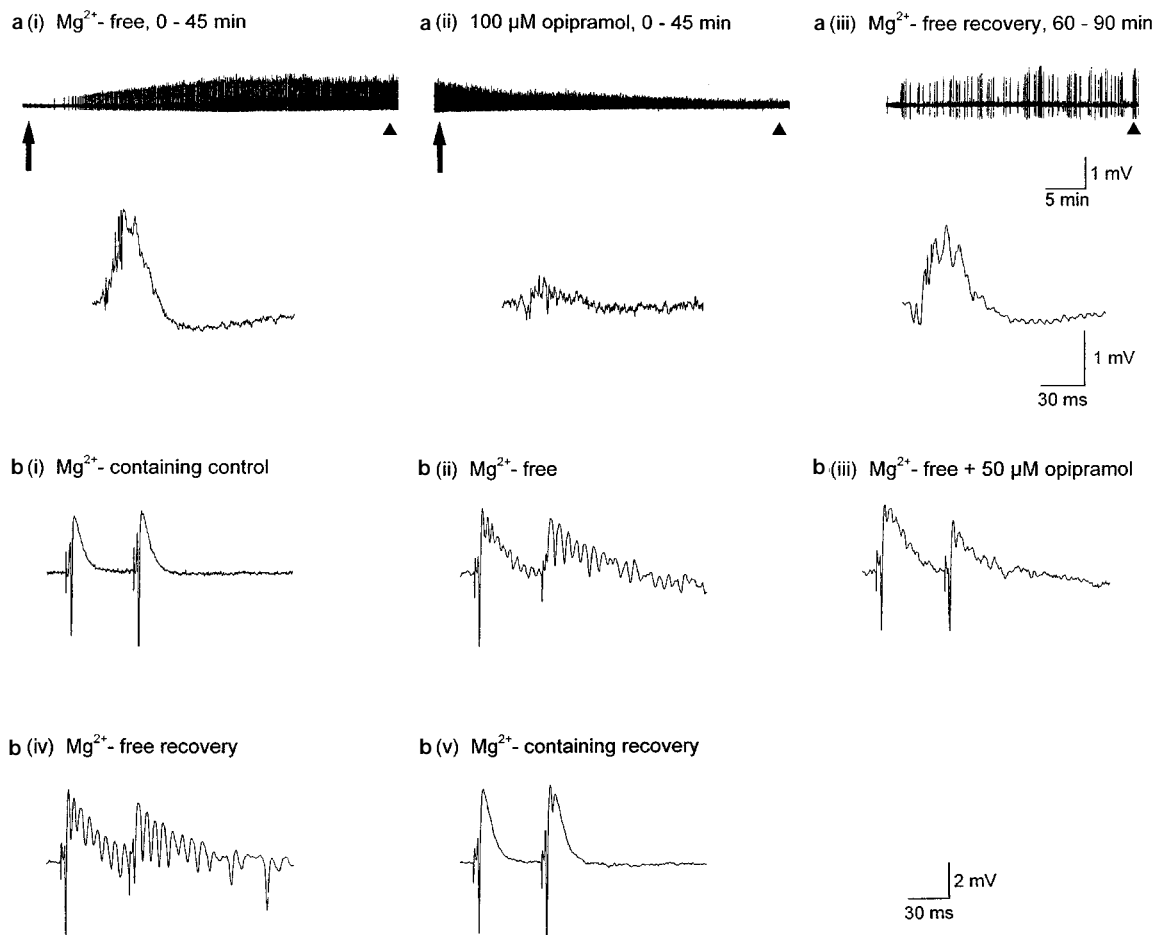 a (i) Mg²⁺- free, 0 - 45 min
a (ii) 100 µM opipramol, 0 - 45 min
a (iii) Mg²⁺- free recovery, 60 - 90 min
1 mV
5 min
1 mV
30 ms
b (i) Mg²⁺- containing control
b (ii) Mg²⁺- free
b (iii) Mg²⁺- free + 50 µM opipramol
b (iv) Mg²⁺- free recovery
b (v) Mg²⁺- containing recovery
2 mV
30 ms